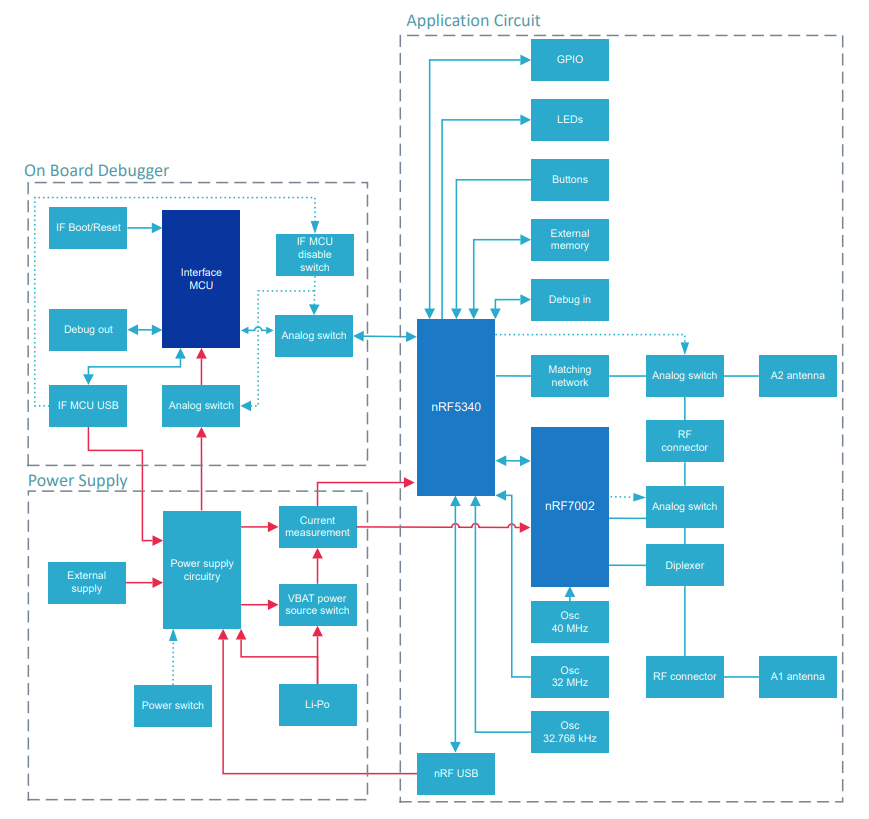 Application Circuit
GPIO
LEDs
Buttons
External
memory
Debug in
On Board Debugger
IF Boot/Reset
Interface
MCU
IF MCU
disable
switch
Debug out
Analog switch
IF MCU USB
Analog switch
nRF5340
Matching
network
Analog switch
A2 antenna
RF
connector
nRF7002
Analog switch
Diplexer
Osc
40 MHz
Osc
32 MHz
RF connector
A1 antenna
Osc
32.768 kHz
nRF USB
Power Supply
Power supply
circuitry
Current
measurement
External
supply
VBAT power
source switch
Power switch
Li-Po